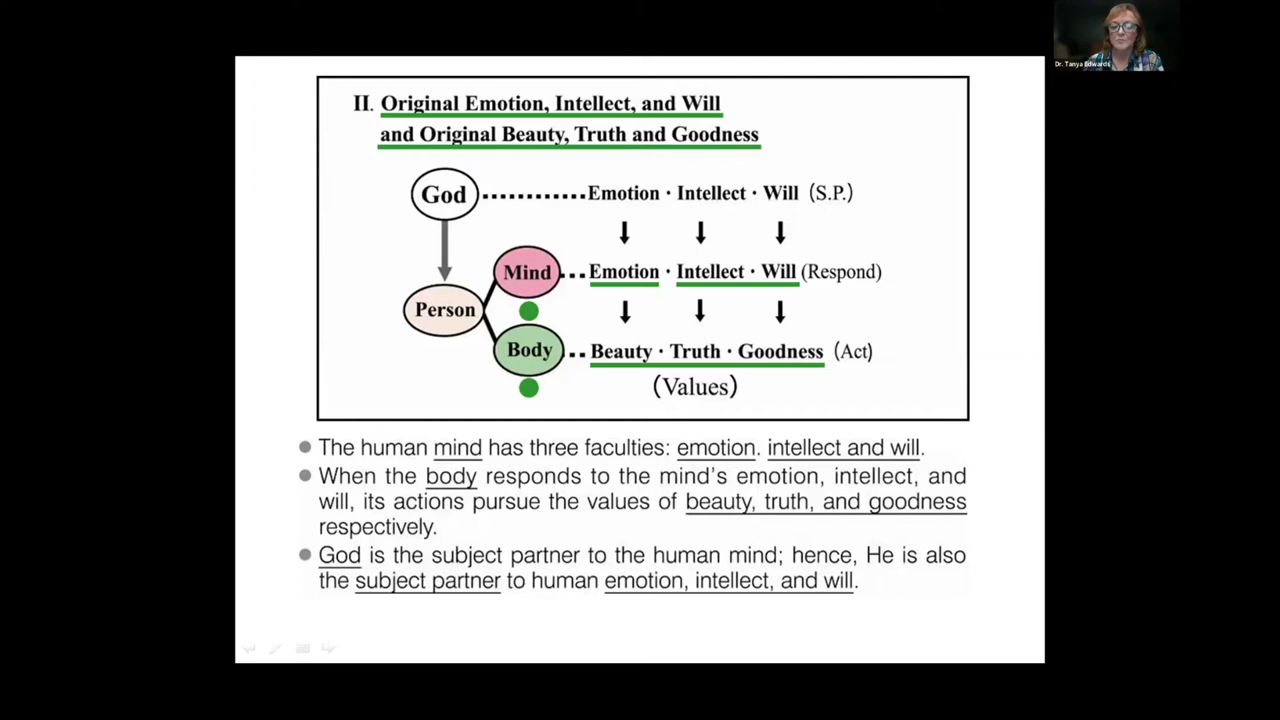 Dr. Tanya Edwards
II. Original Emotion, Intellect, and Will
and Original Beauty, Truth and Goodness
God
Emotion · Intellect · Will (S.P.)
Mind
Emotion · Intellect · Will (Respond)
Person
Body
Beauty · Truth · Goodness (Act)
(Values)
The human mind has three faculties: emotion. intellect and will.
When the body responds to the mind's emotion, intellect, and
will, its actions pursue the values of beauty, truth, and goodness
respectively.
God is the subject partner to the human mind; hence, He is also
the subject partner to human emotion, intellect, and will.